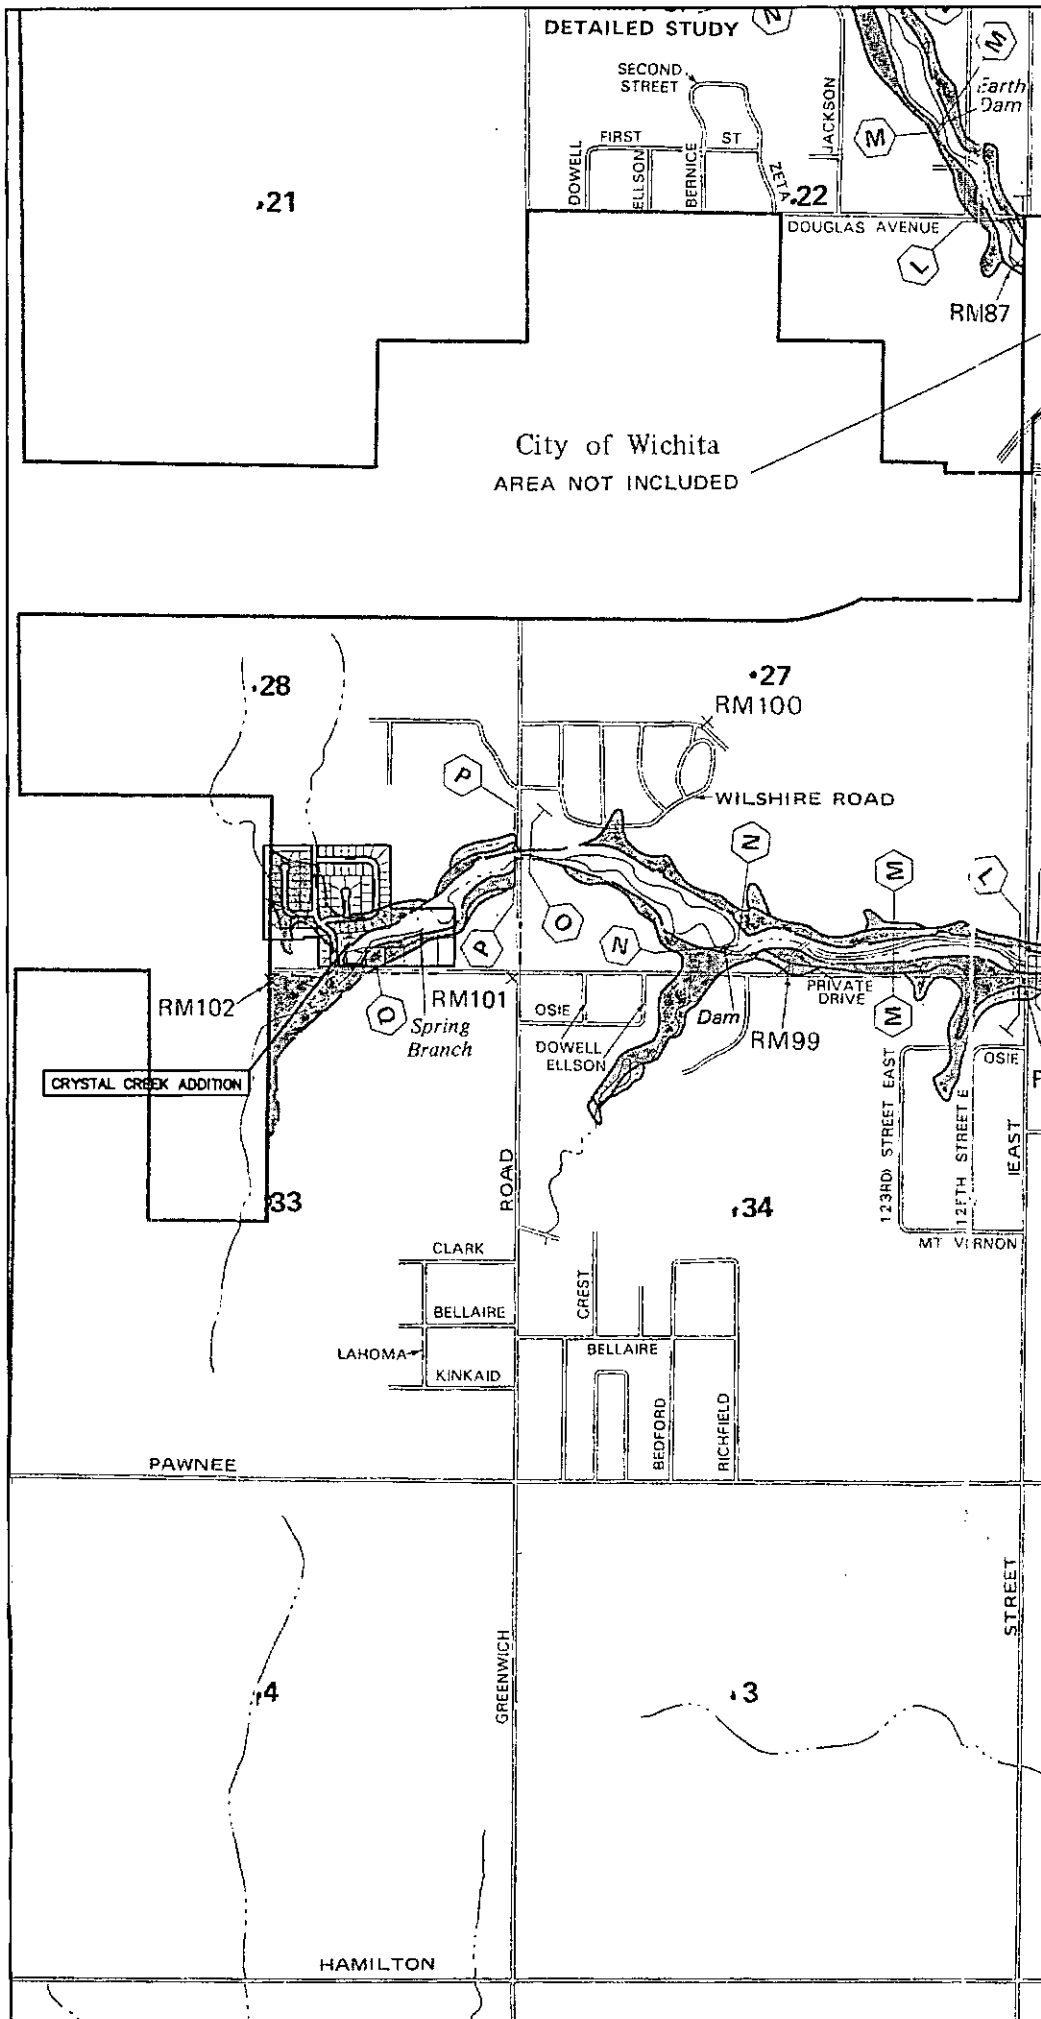 DETAILED STUDY
N
M
SECOND
STREET
Earth
Dam
JACKSON
M
FIRST
ST
DOWELL
ELLSON
BERNICE
ZETA
21
22
DOUGLAS AVENUE
L
RM87
City of Wichita
AREA NOT INCLUDED
28
27
RM100
P
WILSHIRE ROAD
N
M
L
O
P
N
RM102
Q
RM101
Spring
Branch
OSIE
DOWELL
ELLSON
Dam
RM99
PRIVATE
DRIVE
M
OSIE
CRYSTAL CREEK ADDITION
123RD STREET EAST
127TH STREET E
EAST
ROAD
33
34
MT VERNON
CLARK
CREST
BELLAIRE
BELLAIRE
LAHOMA
KINKAID
BEDFORD
RICHFIELD
PAWNEE
STREET
GREENWICH
4
3
HAMILTON